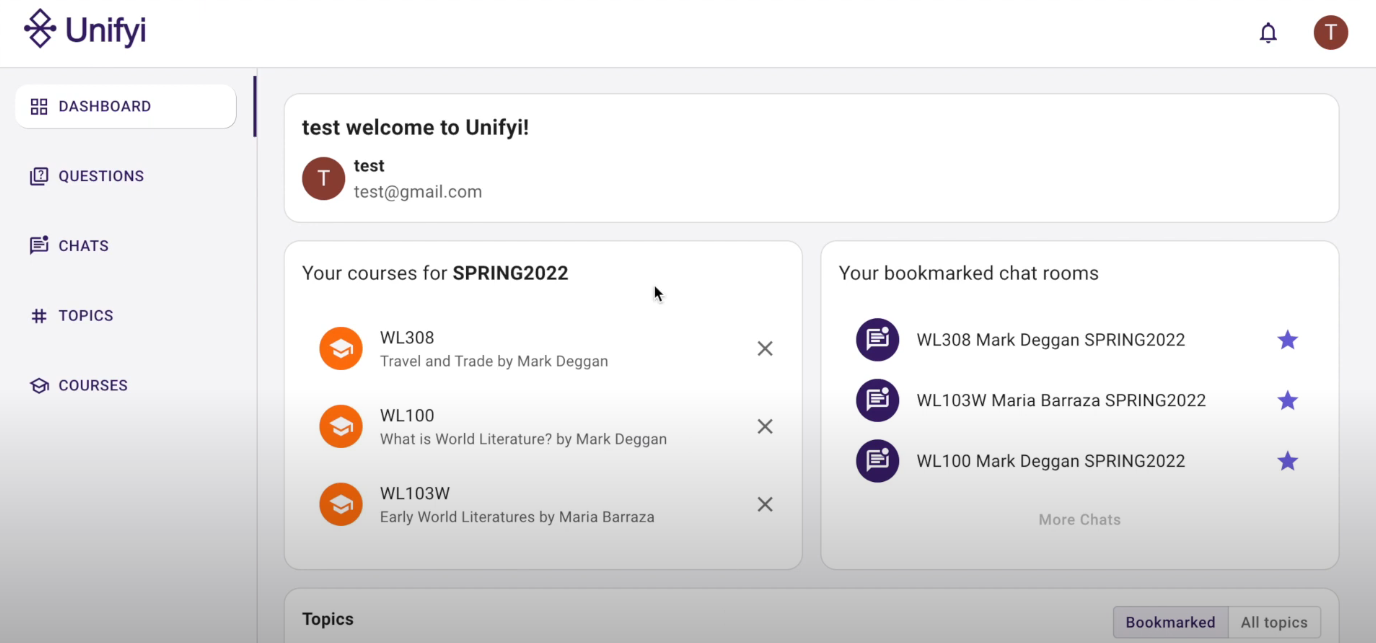 Unifyi
T
DASHBOARD
QUESTIONS
CHATS
TOPICS
COURSES
test welcome to Unifyi!
T
test
test@gmail.com
Your courses for SPRING2022
WL308
Travel and Trade by Mark Deggan
WL100
What is World Literature? by Mark Deggan
WL103W
Early World Literatures by Maria Barraza
Your bookmarked chat rooms
WL308 Mark Deggan SPRING2022
WL103W Maria Barraza SPRING2022
WL100 Mark Deggan SPRING2022
More Chats
Topics
Bookmarked
All topics